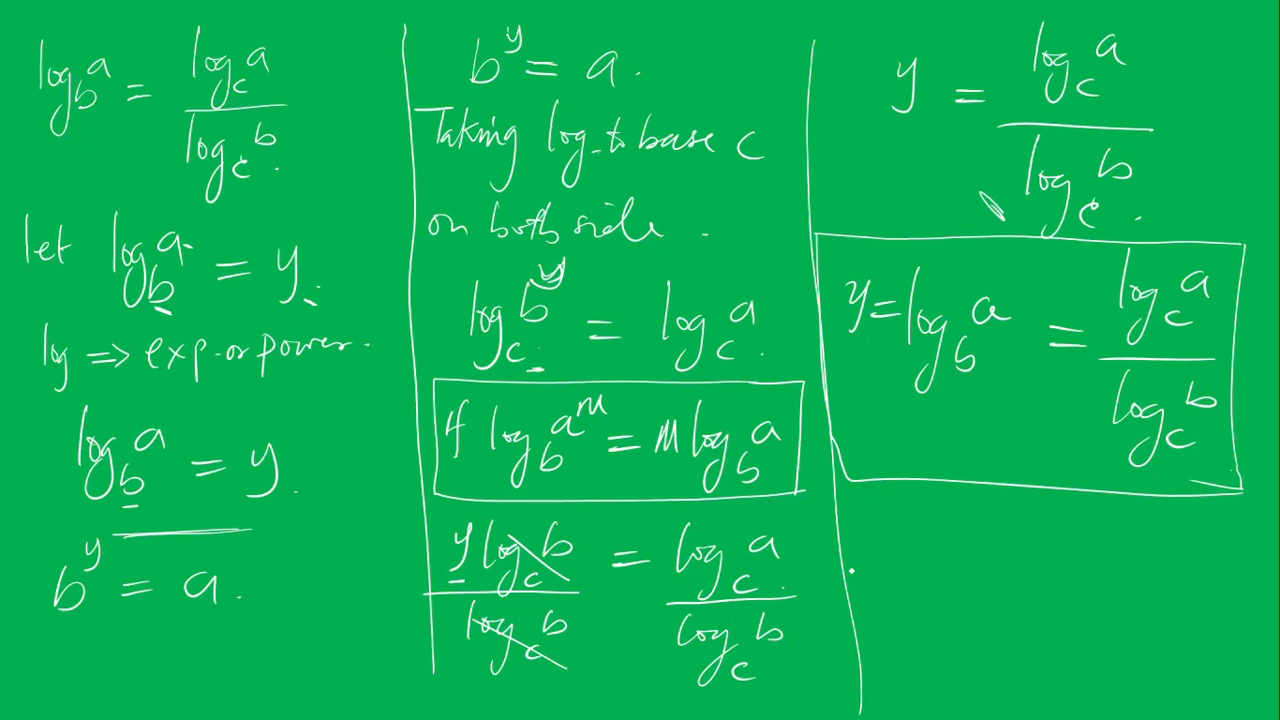 log_b a = log_c a / log_c b.
let log_b a = y.
log => exp. or power.
log_b a = y.
b^y = a.
b^y = a.
Taking log to base c
on both side.
log_c b^y = log_c a.
If log_b a^m = m log_b a
y log_c b / log_c b = log_c a / log_c b
y = log_c a / log_c b.
y = log_b a = log_c a / log_c b